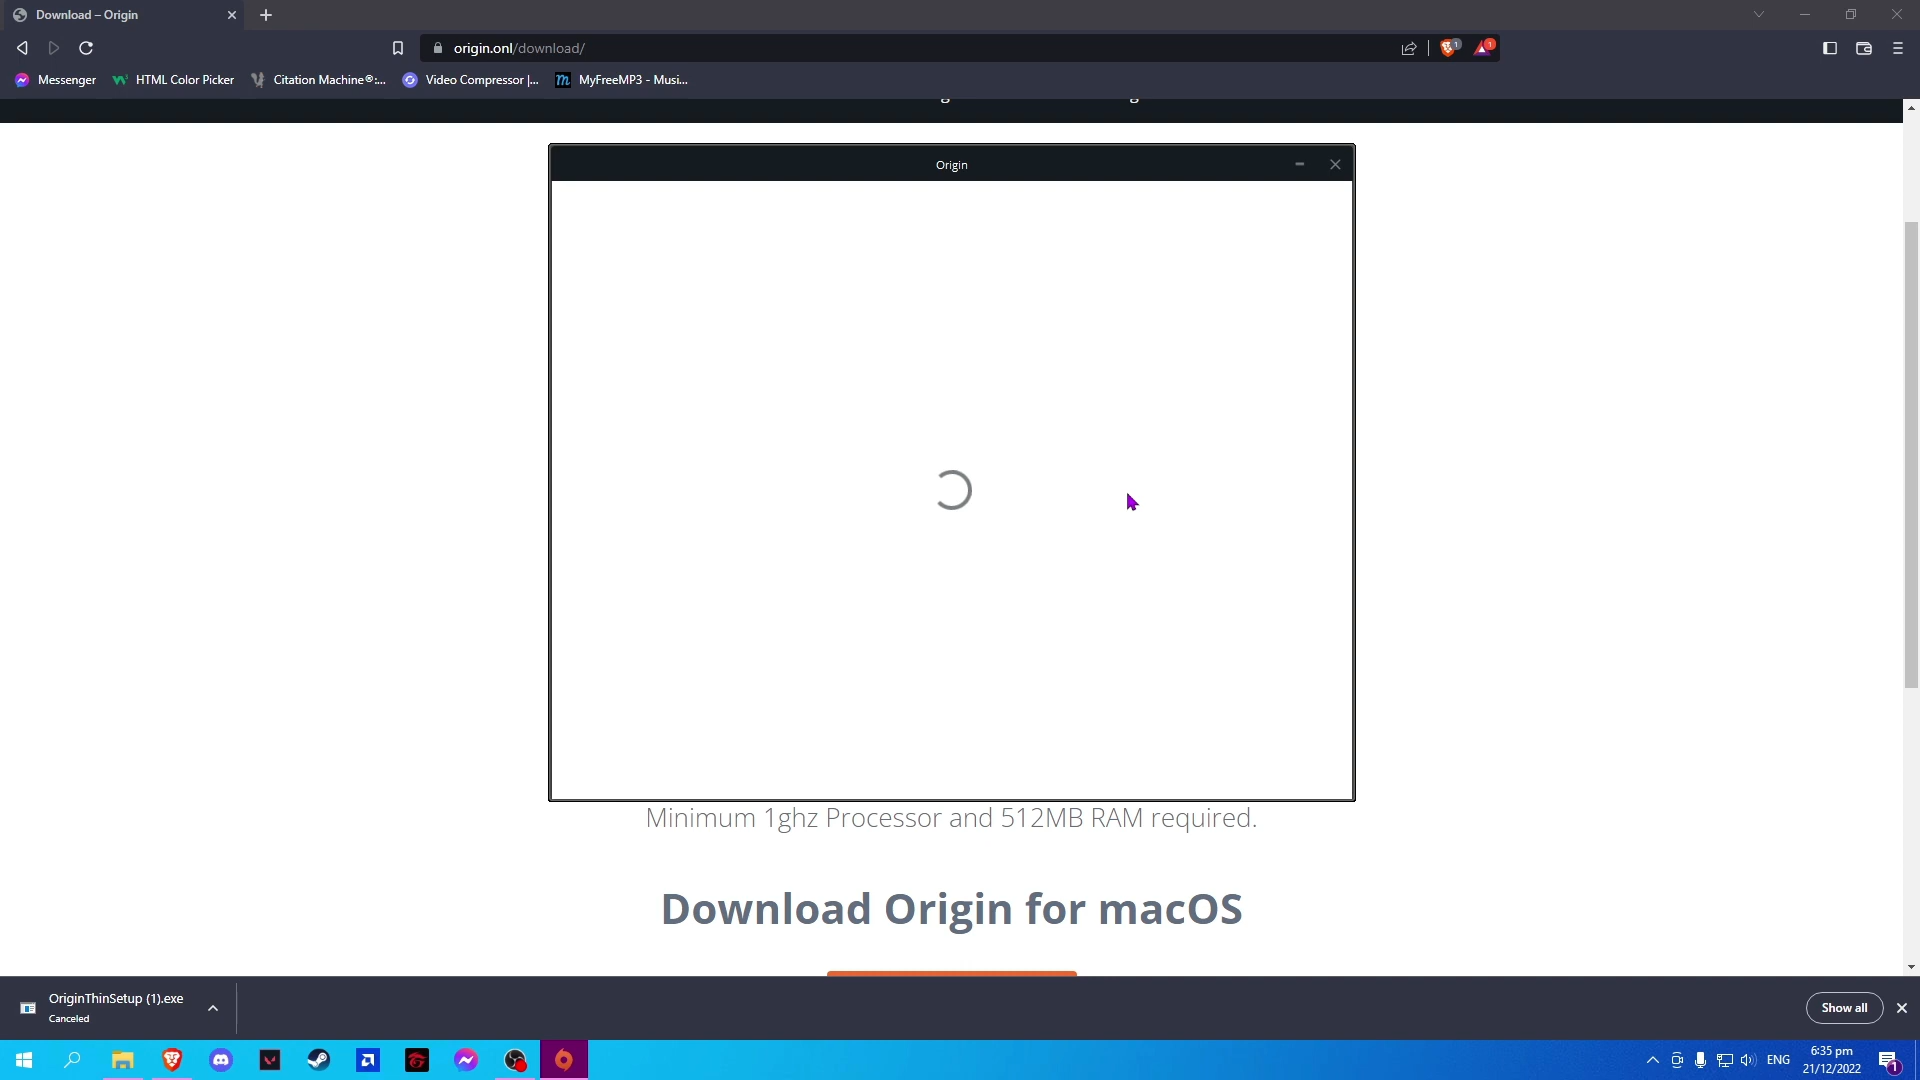 Download – Origin
origin.onl/download/
Messenger
HTML Color Picker
Citation Machine®:...
Video Compressor |...
MyFreeMP3 - Musi...
Origin
Minimum 1ghz Processor and 512MB RAM required.
Download Origin for macOS
OriginThinSetup (1).exe
Canceled
Show all
ENG
6:35 pm
21/12/2022
1